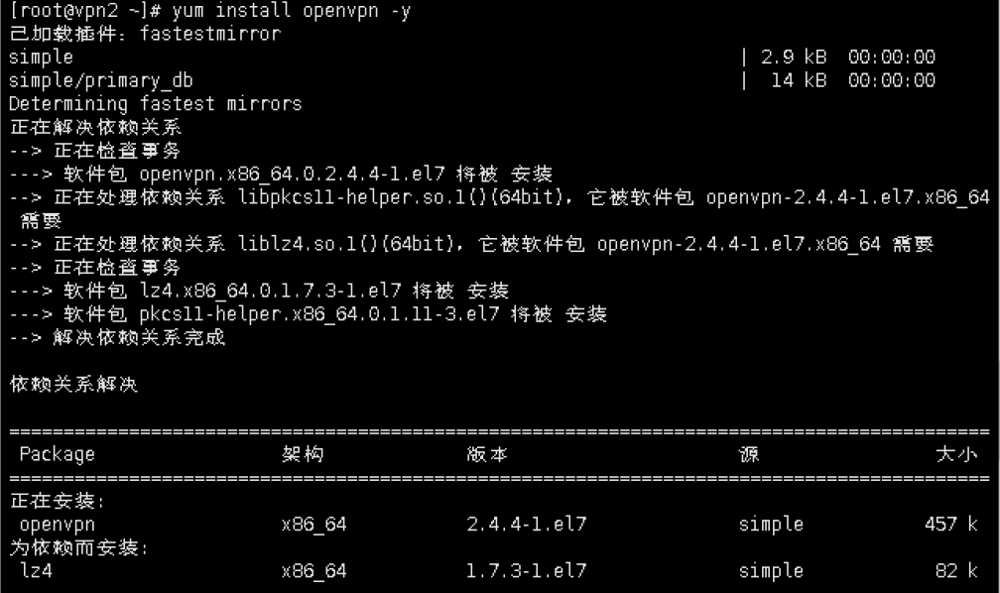 [root@vpn2 ~]# yum install openvpn -y
已加载插件：fastestmirror
simple | 2.9 kB 00:00:00
simple/primary_db | 14 kB 00:00:00
Determining fastest mirrors
正在解决依赖关系
--> 正在检查事务
---> 软件包 openvpn.x86_64.0.2.4.4-1.el7 将被 安装
--> 正在处理依赖关系 libpkcs11-helper.so.1()(64bit)，它被软件包 openvpn-2.4.4-1.el7.x86_64
需要
--> 正在处理依赖关系 liblz4.so.1()(64bit)，它被软件包 openvpn-2.4.4-1.el7.x86_64 需要
--> 正在检查事务
---> 软件包 lz4.x86_64.0.1.7.3-1.el7 将被 安装
---> 软件包 pkcs11-helper.x86_64.0.1.11-3.el7 将被 安装
--> 解决依赖关系完成
依赖关系解决
================================================================================
Package 架构 版本 源 大小
================================================================================
正在安装:
openvpn x86_64 2.4.4-1.el7 simple 457 k
为依赖而安装:
lz4 x86_64 1.7.3-1.el7 simple 82 k